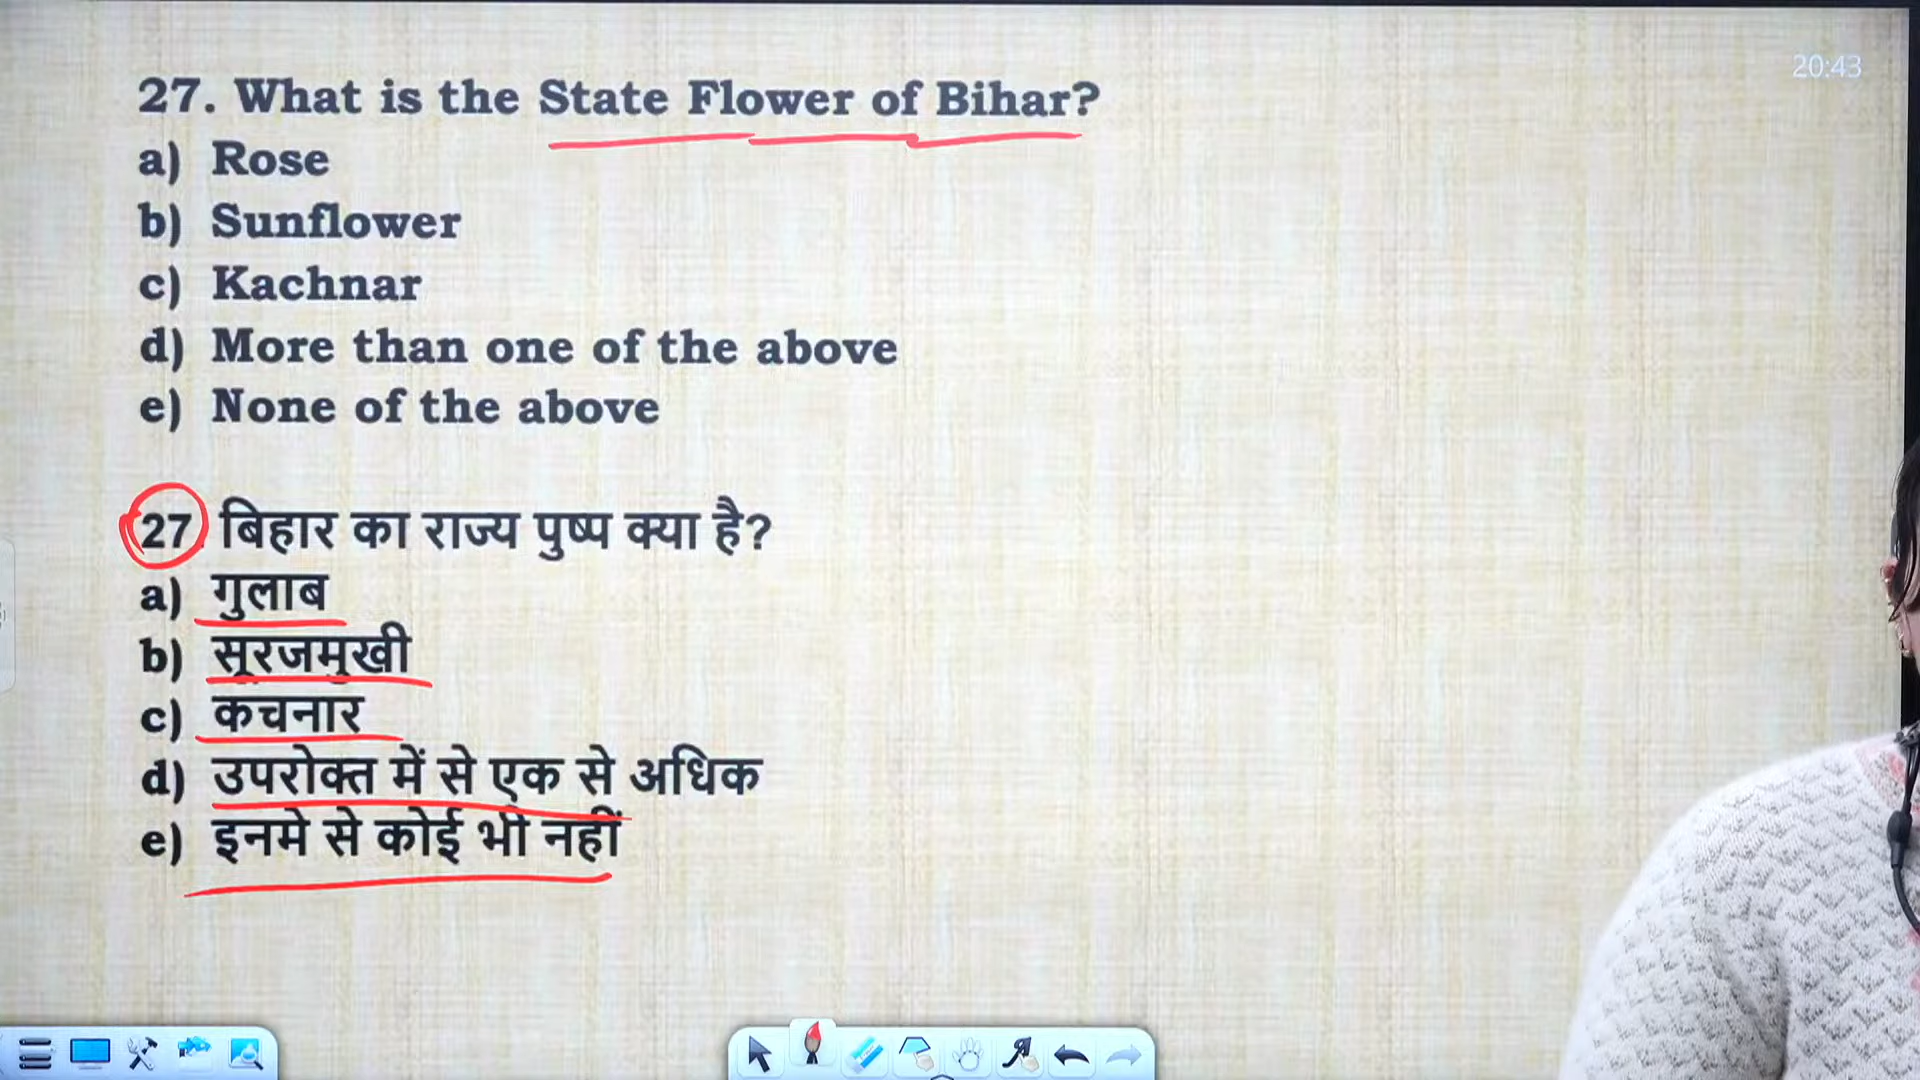 20:43
27. What is the State Flower of Bihar?
a) Rose
b) Sunflower
c) Kachnar
d) More than one of the above
e) None of the above
27. बिहार का राज्य पुष्प क्या है?
a) गुलाब
b) सूरजमुखी
c) कचनार
d) उपरोक्त में से एक से अधिक
e) इनमे से कोई भी नहीं